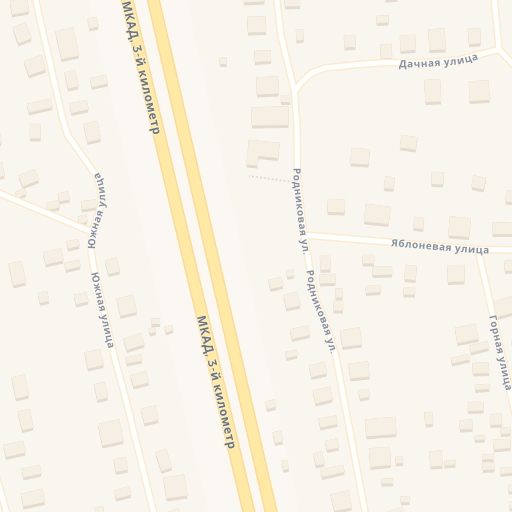 МКАД, 3-й километр
Дачная улица
Южная улица
Родниковая ул.
Яблоневая улица
Южная улица
Родниковая ул.
МКАД, 3-й километр
Горная улица